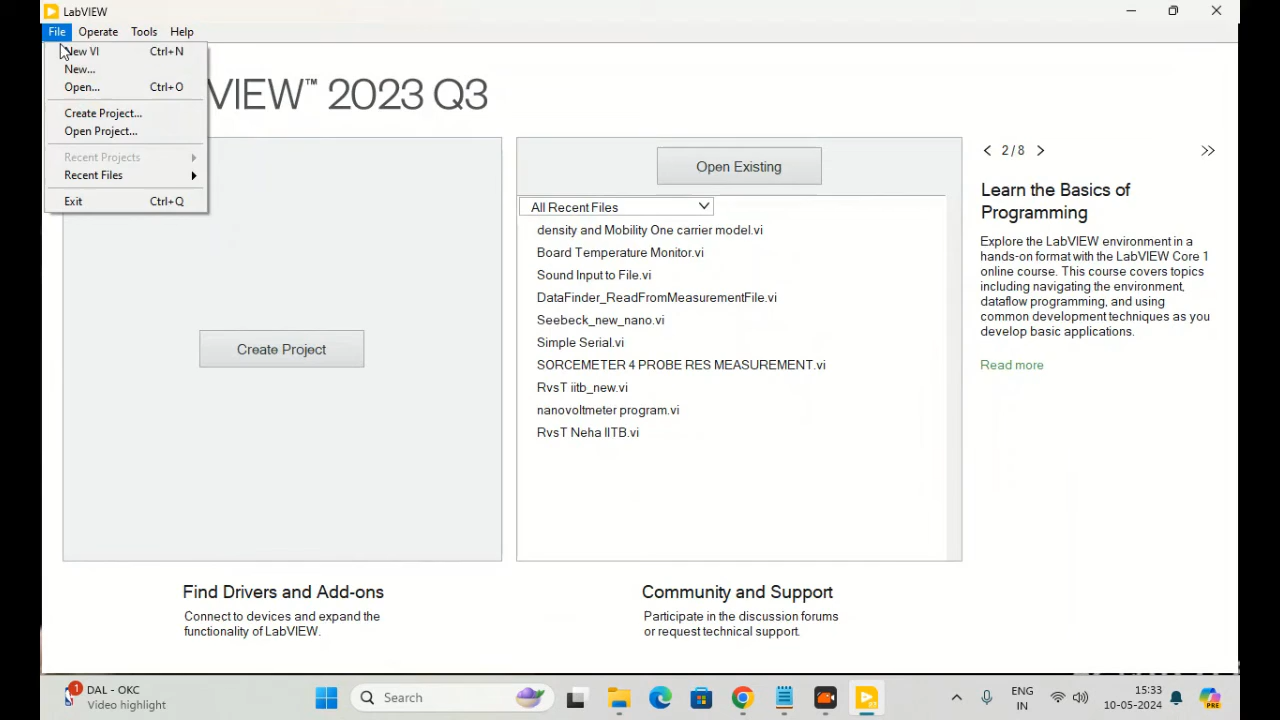 LabVIEW
File Operate Tools Help
New VI Ctrl+N
New...
Open... Ctrl+O
Create Project...
Open Project...
Recent Projects
Recent Files
Exit Ctrl+Q
VIEW™ 2023 Q3
Create Project
Open Existing
All Recent Files
density and Mobility One carrier model.vi
Board Temperature Monitor.vi
Sound Input to File.vi
DataFinder_ReadFromMeasurementFile.vi
Seebeck_new_nano.vi
Simple Serial.vi
SORCEMETER 4 PROBE RES MEASUREMENT.vi
RvsT iitb_new.vi
nanovoltmeter program.vi
RvsT Neha IITB.vi
2/8
Learn the Basics of
Programming
Explore the LabVIEW environment in a
hands-on format with the LabVIEW Core 1
online course. This course covers topics
including navigating the environment,
dataflow programming, and using
common development techniques as you
develop basic applications.
Read more
Find Drivers and Add-ons
Connect to devices and expand the
functionality of LabVIEW.
Community and Support
Participate in the discussion forums
or request technical support.
1
DAL - OKC
Video highlight
Search
ENG
IN
15:33
10-05-2024
PRE